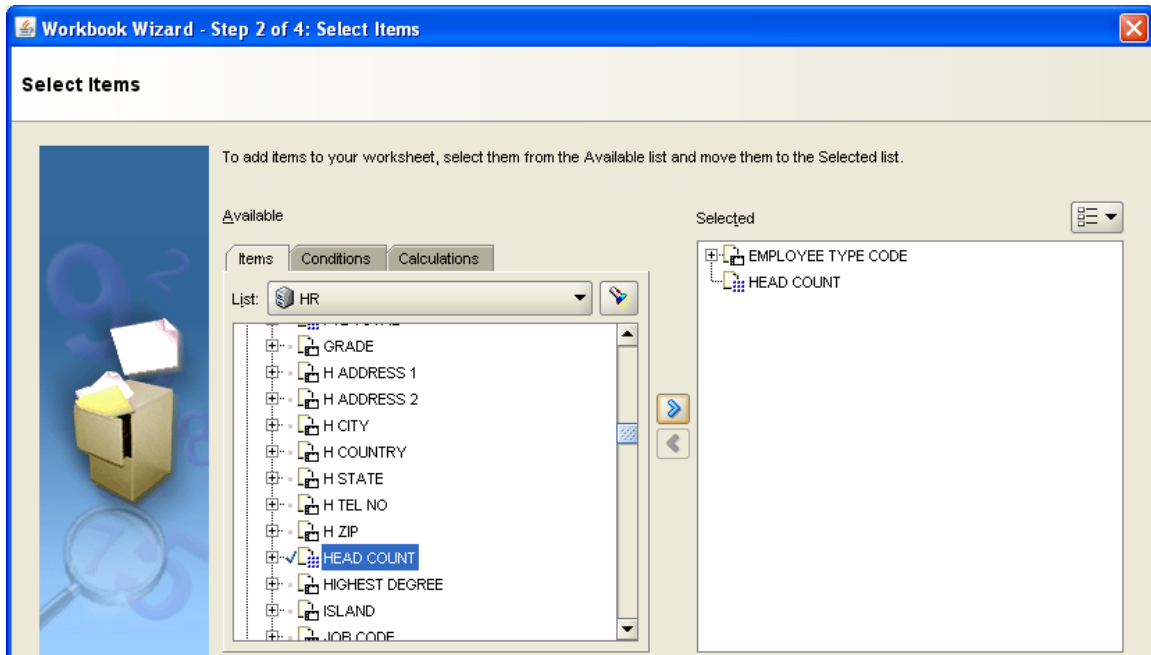 Workbook Wizard - Step 2 of 4: Select Items
Select Items
To add items to your worksheet, select them from the Available list and move them to the Selected list.
Available
Items Conditions Calculations
List: HR
GRADE
H ADDRESS 1
H ADDRESS 2
H CITY
H COUNTRY
H STATE
H TEL NO
H ZIP
HEAD COUNT
HIGHEST DEGREE
ISLAND
JOB CODE
Selected
EMPLOYEE TYPE CODE
HEAD COUNT